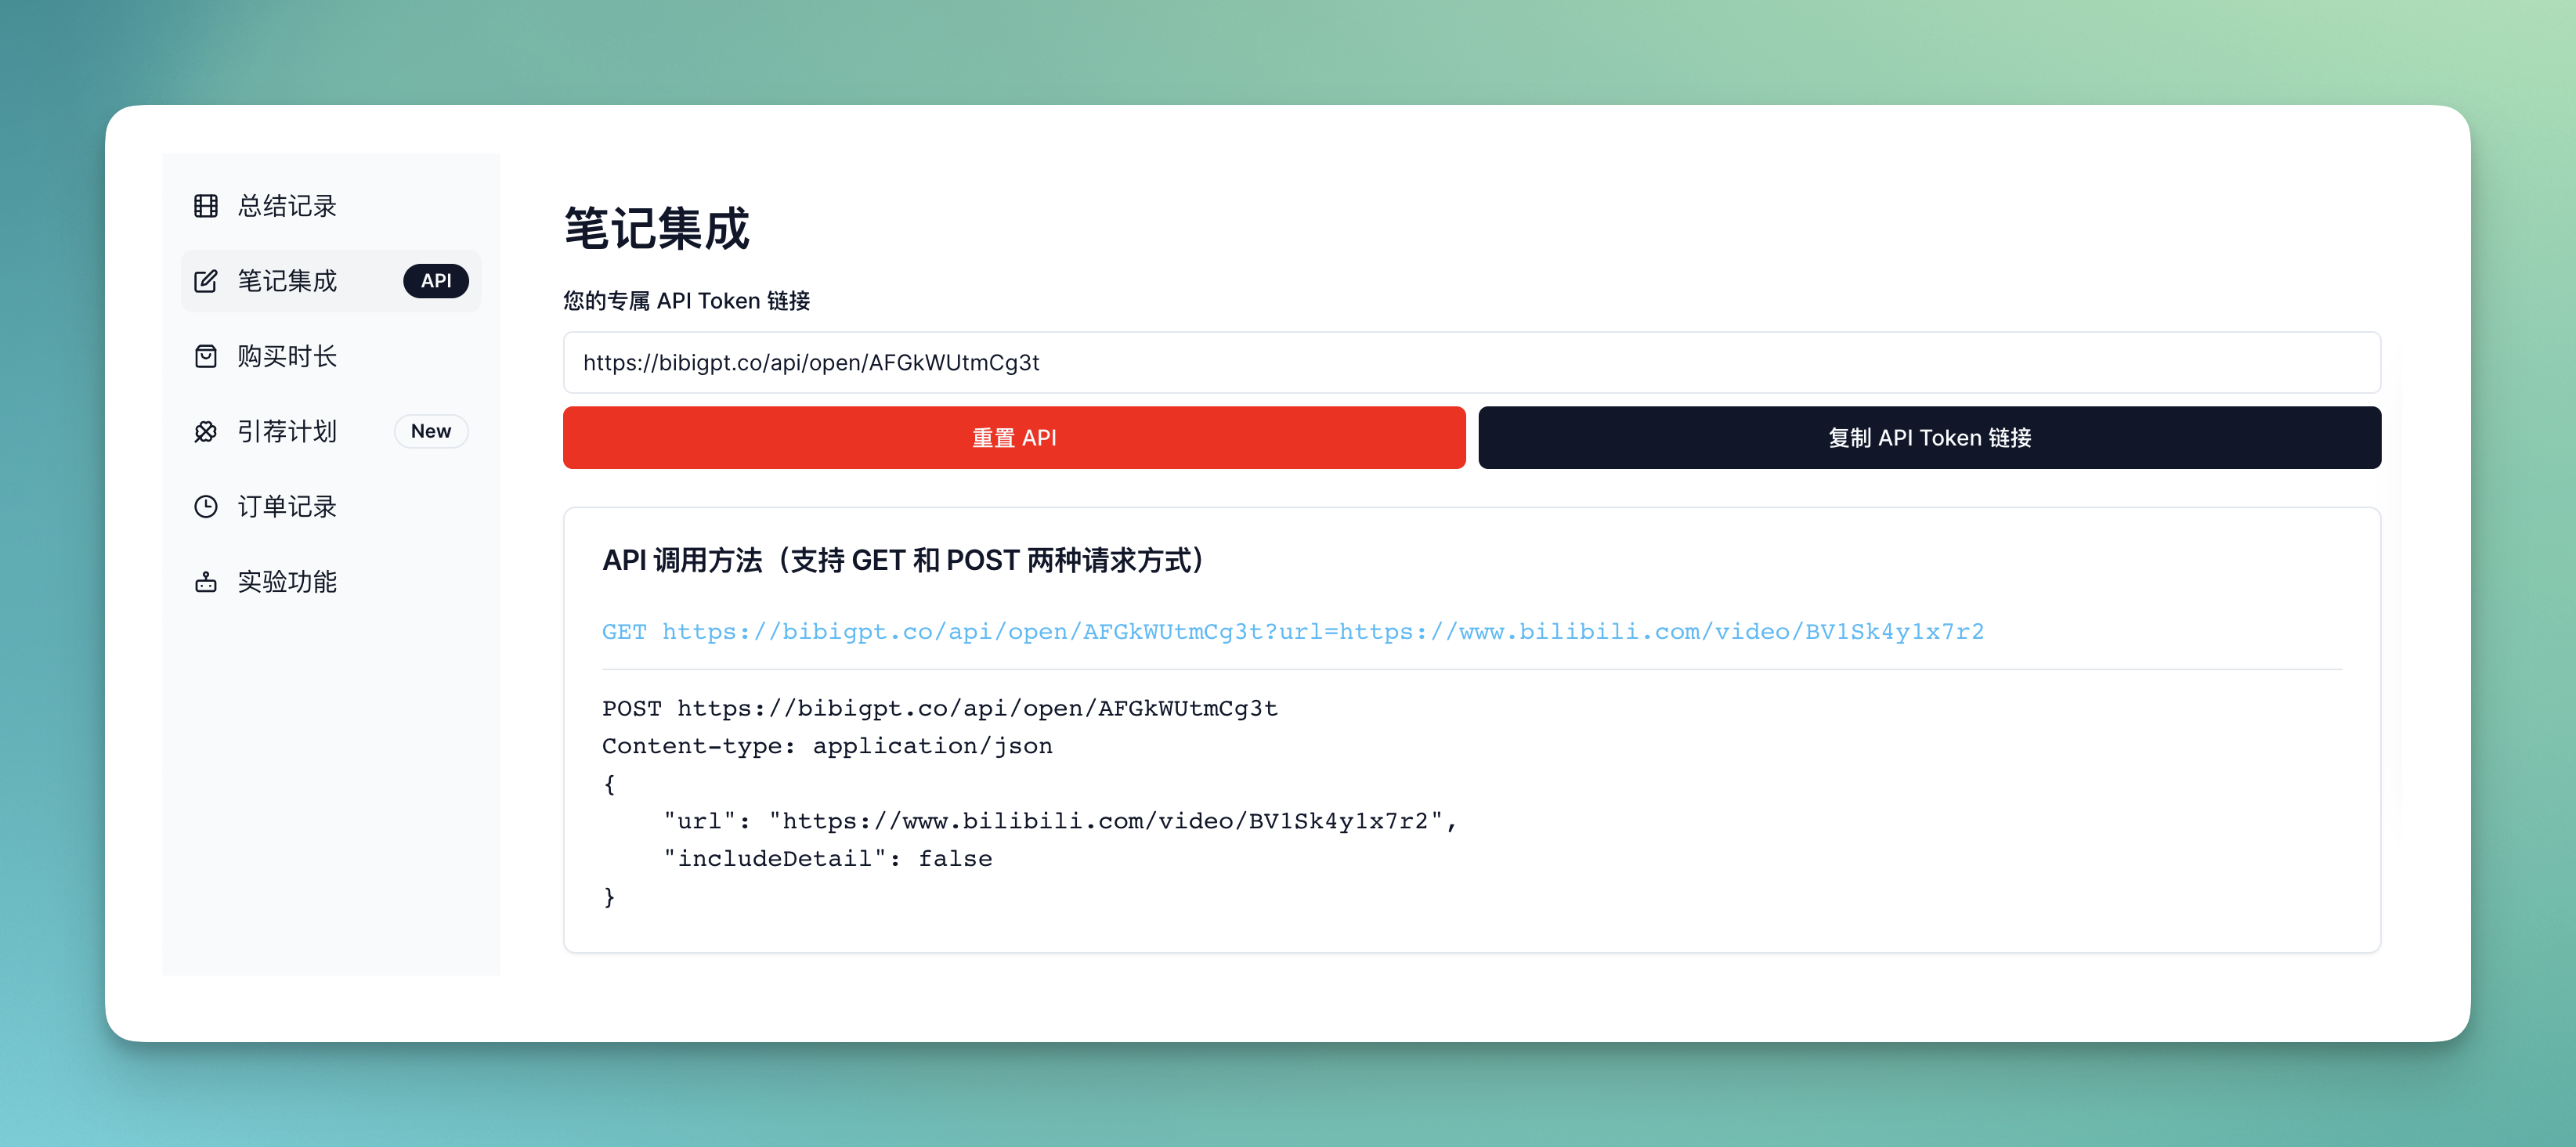 总结记录
笔记集成 API
购买时长
引荐计划 New
订单记录
实验功能
笔记集成
您的专属 API Token 链接
https://bibigpt.co/api/open/AFGkWUtmCg3t
重置 API
复制 API Token 链接
API 调用方法（支持 GET 和 POST 两种请求方式）
GET https://bibigpt.co/api/open/AFGkWUtmCg3t?url=https://www.bilibili.com/video/BV1Sk4y1x7r2
POST https://bibigpt.co/api/open/AFGkWUtmCg3t
Content-type: application/json
{
    "url": "https://www.bilibili.com/video/BV1Sk4y1x7r2",
    "includeDetail": false
}